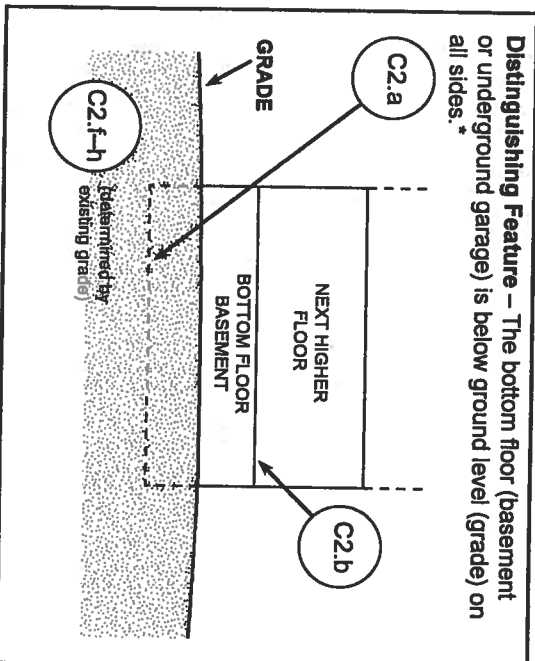 Distinguishing Feature – The bottom floor (basement
or underground garage) is below ground level (grade) on
all sides.*
C2.a
GRADE
NEXT HIGHER
FLOOR
BOTTOM FLOOR
BASEMENT
C2.b
C2.f–h
(determined by
existing grade)